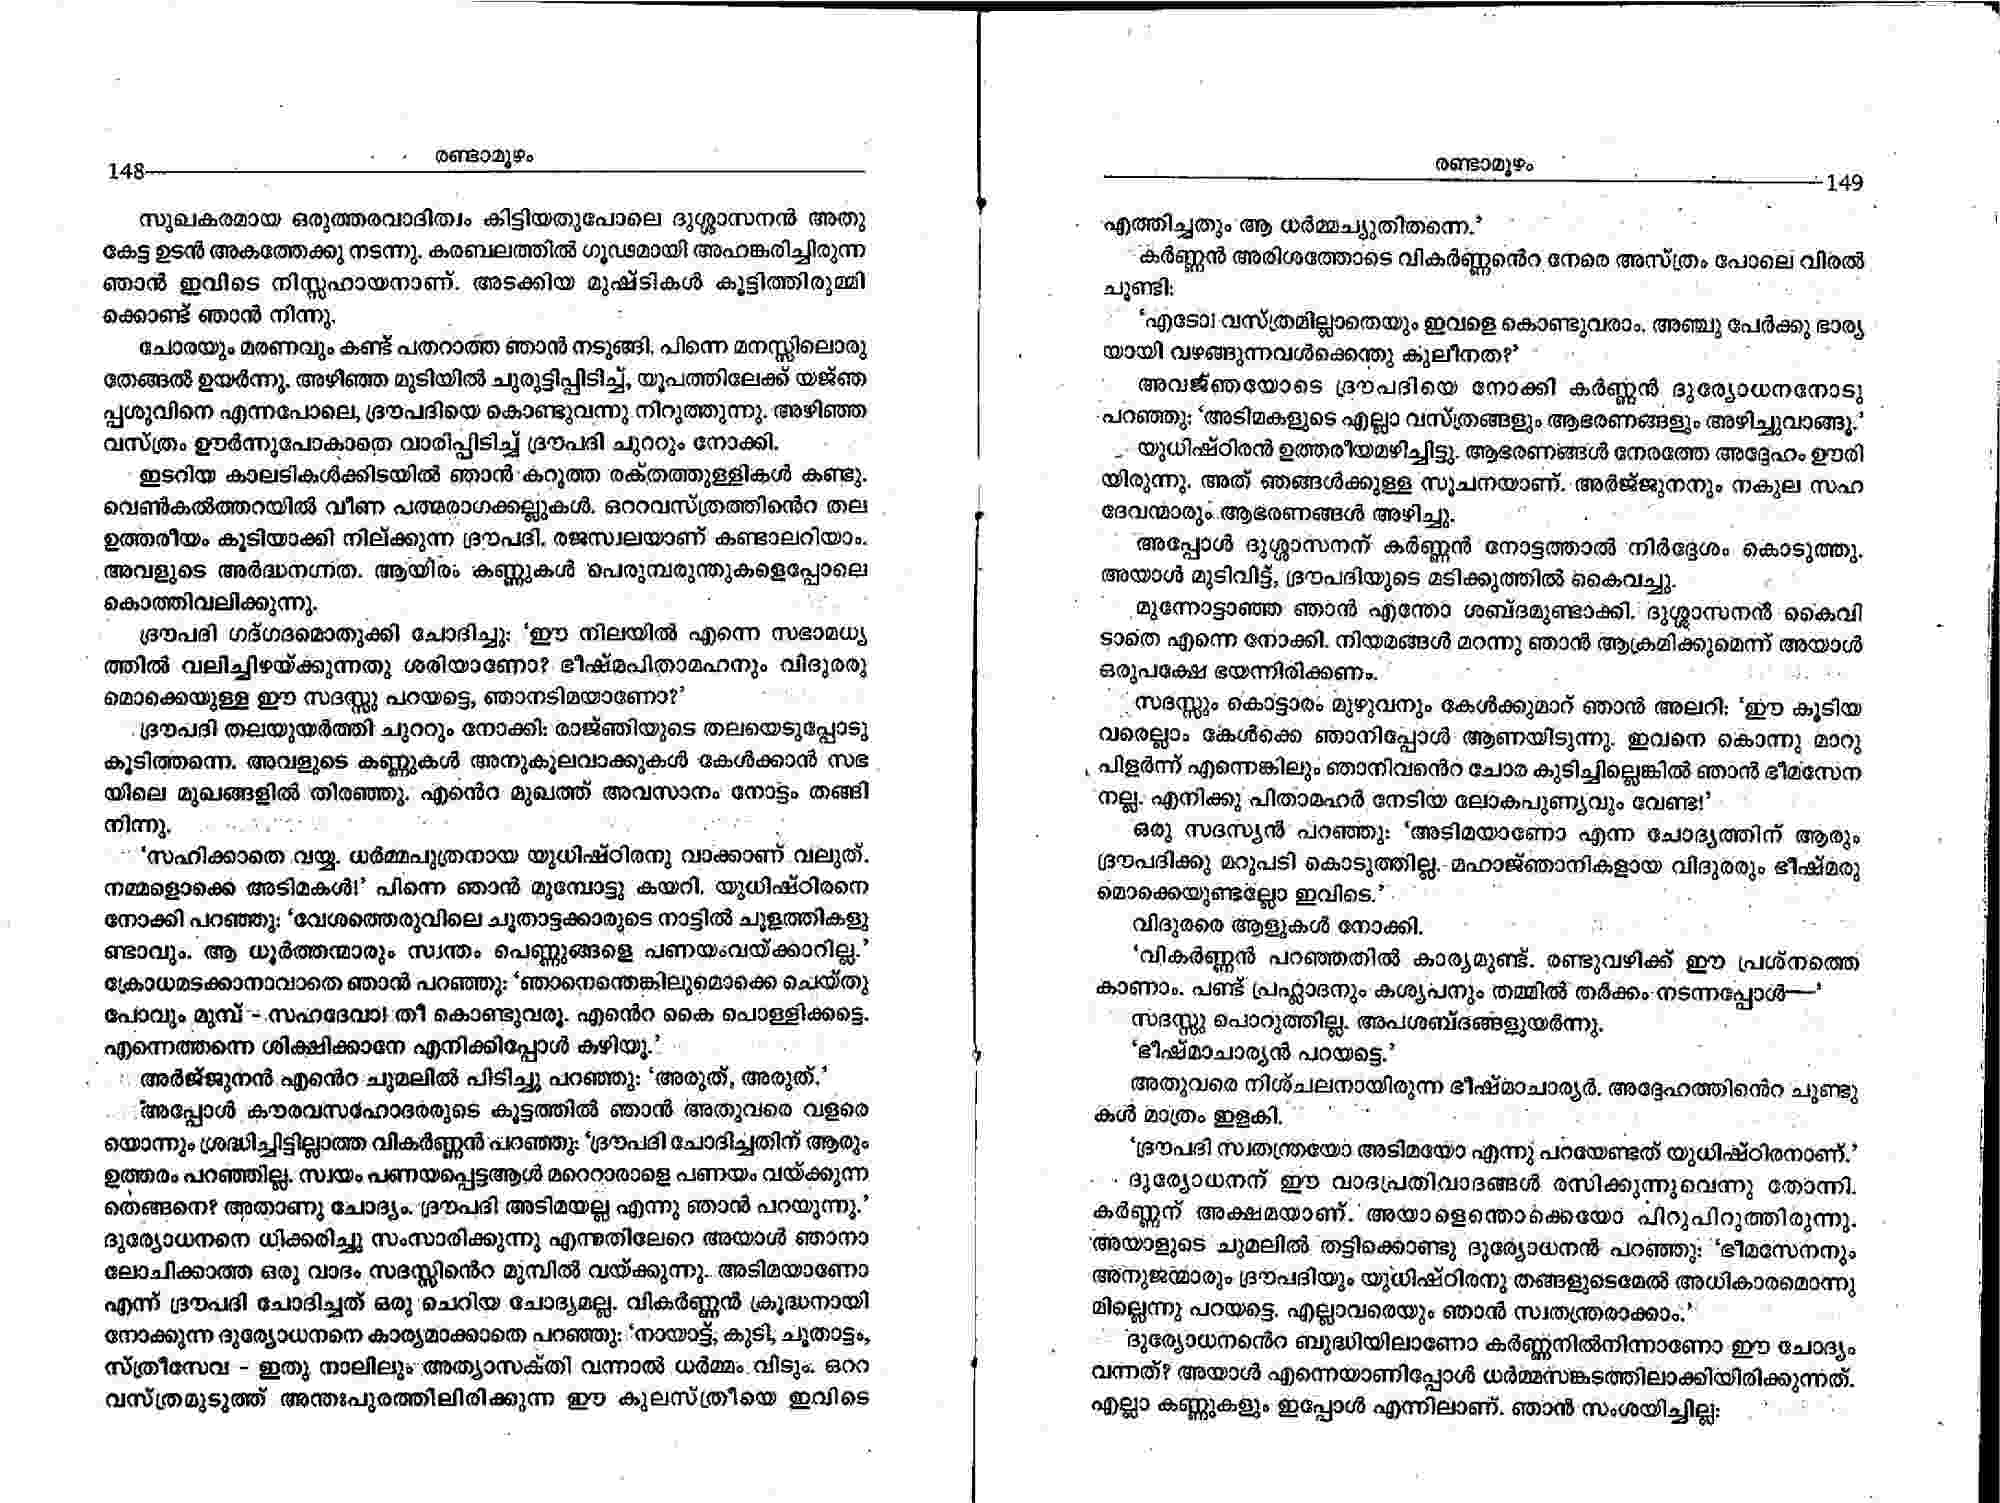 രണ്ടാമൂഴം
148
സുഖകരമായ ഒരുത്തരവാദിത്വം കിട്ടിയതുപോലെ ദുശ്ശാസനൻ അതു
കേട്ട ഉടൻ അകത്തേക്കു നടന്നു. കരബലത്തിൽ ഗൂഢമായി അഹങ്കരിച്ചിരുന്ന
ഞാൻ ഇവിടെ നിസ്സഹായനാണ്. അടക്കിയ മുഷ്ടികൾ കൂട്ടിത്തിരുമ്മി
ക്കൊണ്ട് ഞാൻ നിന്നു.
ചോരയും മരണവും കണ്ട് പതറാത്ത ഞാൻ നടുങ്ങി. പിന്നെ മനസ്സിലൊരു
തേങ്ങൽ ഉയർന്നു. അഴിഞ്ഞ മുടിയിൽ ചുരുട്ടിപ്പിടിച്ച്, യൂപത്തിലേക്ക് യജ്ഞ
പ്പശുവിനെ എന്നപോലെ, ദ്രൗപദിയെ കൊണ്ടുവന്നു നിറുത്തുന്നു. അഴിഞ്ഞ
വസ്ത്രം ഊർന്നുപോകാതെ വാരിപ്പിടിച്ച് ദ്രൗപദി ചുററും നോക്കി.
ഇടറിയ കാലടികൾക്കിടയിൽ ഞാൻ കറുത്ത രക്തത്തുള്ളികൾ കണ്ടു.
വെൺകൽത്തറയിൽ വീണ പത്മരാഗക്കല്ലുകൾ. ഒററവസ്ത്രത്തിൻെറ തല
ഉത്തരീയം കൂടിയാക്കി നില്ക്കുന്ന ദ്രൗപദി. രജസ്വലയാണ് കണ്ടാലറിയാം.
അവളുടെ അർദ്ധനഗ്നത. ആയിരം കണ്ണുകൾ പെരുമ്പരുന്തുകളെപ്പോലെ
കൊത്തിവലിക്കുന്നു.
ദ്രൗപദി ഗദ്ഗദമൊതുക്കി ചോദിച്ചു: ‘ഈ നിലയിൽ എന്നെ സഭാമധ്യ
ത്തിൽ വലിച്ചിഴയ്ക്കുന്നതു ശരിയാണോ? ഭീഷ്മപിതാമഹനും വിദുരരു
മൊക്കെയുള്ള ഈ സദസ്സു പറയട്ടെ, ഞാനടിമയാണോ?’
ദ്രൗപദി തലയുയർത്തി ചുററും നോക്കി: രാജ്ഞിയുടെ തലയെടുപ്പോടു
കൂടിത്തന്നെ. അവളുടെ കണ്ണുകൾ അനുകൂലവാക്കുകൾ കേൾക്കാൻ സഭ
യിലെ മുഖങ്ങളിൽ തിരഞ്ഞു. എൻെറ മുഖത്ത് അവസാനം നോട്ടം തങ്ങി
നിന്നു.
‘സഹിക്കാതെ വയ്യ. ധർമ്മപുത്രനായ യുധിഷ്ഠിരനു വാക്കാണ് വലുത്.
നമ്മളൊക്കെ അടിമകൾ!’ പിന്നെ ഞാൻ മുമ്പോട്ടു കയറി. യുധിഷ്ഠിരനെ
നോക്കി പറഞ്ഞു: ‘വേശത്തെരുവിലെ ചൂതാട്ടക്കാരുടെ നാട്ടിൽ ചൂളത്തികളു
ണ്ടാവും. ആ ധൂർത്തന്മാരും സ്വന്തം പെണ്ണുങ്ങളെ പണയംവയ്ക്കാറില്ല.’
ക്രോധമടക്കാനാവാതെ ഞാൻ പറഞ്ഞു: ‘ഞാനെന്തെങ്കിലുമൊക്കെ ചെയ്തു
പോവും മുമ്പ് - സഹദേവാ! തീ കൊണ്ടുവരൂ. എൻെറ കൈ പൊള്ളിക്കട്ടെ.
എന്നെത്തന്നെ ശിക്ഷിക്കാനേ എനിക്കിപ്പോൾ കഴിയൂ.’
അർജ്ജുനൻ എൻെറ ചുമലിൽ പിടിച്ചു പറഞ്ഞു: ‘അരുത്, അരുത്.’
അപ്പോൾ കൗരവസഹോദരരുടെ കൂട്ടത്തിൽ ഞാൻ അതുവരെ വളരെ
യൊന്നും ശ്രദ്ധിച്ചിട്ടില്ലാത്ത വികർണ്ണൻ പറഞ്ഞു: ‘ദ്രൗപദി ചോദിച്ചതിന് ആരും
ഉത്തരം പറഞ്ഞില്ല. സ്വയം പണയപ്പെട്ടആൾ മറെറാരാളെ പണയം വയ്ക്കുന്ന
തെങ്ങനെ? അതാണു ചോദ്യം. ദ്രൗപദി അടിമയല്ല എന്നു ഞാൻ പറയുന്നു.’
ദുര്യോധനനെ ധിക്കരിച്ചു സംസാരിക്കുന്നു എന്നതിലേറെ അയാൾ ഞാനാ
ലോചിക്കാത്ത ഒരു വാദം സദസ്സിൻെറ മുമ്പിൽ വയ്ക്കുന്നു. അടിമയാണോ
എന്ന് ദ്രൗപദി ചോദിച്ചത് ഒരു ചെറിയ ചോദ്യമല്ല. വികർണ്ണൻ ക്രുദ്ധനായി
നോക്കുന്ന ദുര്യോധനനെ കാര്യമാക്കാതെ പറഞ്ഞു: ‘നായാട്ട്, കുടി, ചൂതാട്ടം,
സ്ത്രീസേവ - ഇതു നാലിലും അത്യാസക്തി വന്നാൽ ധർമ്മം വിടും. ഒററ
വസ്ത്രമുടുത്ത് അന്തഃപുരത്തിലിരിക്കുന്ന ഈ കുലസ്ത്രീയെ ഇവിടെ
രണ്ടാമൂഴം
149
എത്തിച്ചതും ആ ധർമ്മച്യുതിതന്നെ.’
കർണ്ണൻ അരിശത്തോടെ വികർണ്ണൻെറ നേരെ അസ്ത്രം പോലെ വിരൽ
ചൂണ്ടി:
‘എടോ! വസ്ത്രമില്ലാതെയും ഇവളെ കൊണ്ടുവരാം. അഞ്ചു പേർക്കു ഭാര്യ
യായി വഴങ്ങുന്നവൾക്കെന്തു കുലീനത?’
അവജ്ഞയോടെ ദ്രൗപദിയെ നോക്കി കർണ്ണൻ ദുര്യോധനനോടു
പറഞ്ഞു: ‘അടിമകളുടെ എല്ലാ വസ്ത്രങ്ങളും ആഭരണങ്ങളും അഴിച്ചുവാങ്ങൂ.’
യുധിഷ്ഠിരൻ ഉത്തരീയമഴിച്ചിട്ടു. ആഭരണങ്ങൾ നേരത്തേ അദ്ദേഹം ഊരി
യിരുന്നു. അത് ഞങ്ങൾക്കുള്ള സൂചനയാണ്. അർജ്ജുനനും നകുല സഹ
ദേവന്മാരും ആഭരണങ്ങൾ അഴിച്ചു.
അപ്പോൾ ദുശ്ശാസനന് കർണ്ണൻ നോട്ടത്താൽ നിർദ്ദേശം കൊടുത്തു.
അയാൾ മുടിവിട്ട്, ദ്രൗപദിയുടെ മടിക്കുത്തിൽ കൈവച്ചു.
മുന്നോട്ടാഞ്ഞ ഞാൻ എന്തോ ശബ്ദമുണ്ടാക്കി. ദുശ്ശാസനൻ കൈവി
ടാതെ എന്നെ നോക്കി. നിയമങ്ങൾ മറന്നു ഞാൻ ആക്രമിക്കുമെന്ന് അയാൾ
ഒരുപക്ഷേ ഭയന്നിരിക്കണം.
സദസ്സും കൊട്ടാരം മുഴുവനും കേൾക്കുമാറ് ഞാൻ അലറി: ‘ഈ കൂടിയ
വരെല്ലാം കേൾക്കെ ഞാനിപ്പോൾ ആണയിടുന്നു. ഇവനെ കൊന്നു മാറു
പിളർന്ന് എന്നെങ്കിലും ഞാനിവൻെറ ചോര കുടിച്ചില്ലെങ്കിൽ ഞാൻ ഭീമസേന
നല്ല. എനിക്കു പിതാമഹർ നേടിയ ലോകപുണ്യവും വേണ്ട!’
ഒരു സദസ്യൻ പറഞ്ഞു: ‘അടിമയാണോ എന്ന ചോദ്യത്തിന് ആരും
ദ്രൗപദിക്കു മറുപടി കൊടുത്തില്ല. മഹാജ്ഞാനികളായ വിദുരരും ഭീഷ്മരു
മൊക്കെയുണ്ടല്ലോ ഇവിടെ.’
വിദുരരെ ആളുകൾ നോക്കി.
‘വികർണ്ണൻ പറഞ്ഞതിൽ കാര്യമുണ്ട്. രണ്ടുവഴിക്ക് ഈ പ്രശ്നത്തെ
കാണാം. പണ്ട് പ്രഹ്ലാദനും കശ്യപനും തമ്മിൽ തർക്കം നടന്നപ്പോൾ—’
സദസ്സു പൊറുത്തില്ല. അപശബ്ദങ്ങളുയർന്നു.
‘ഭീഷ്മാചാര്യൻ പറയട്ടെ.’
അതുവരെ നിശ്ചലനായിരുന്ന ഭീഷ്മാചാര്യർ. അദ്ദേഹത്തിൻെറ ചുണ്ടു
കൾ മാത്രം ഇളകി.
‘ദ്രൗപദി സ്വതന്ത്രയോ അടിമയോ എന്നു പറയേണ്ടത് യുധിഷ്ഠിരനാണ്.’
ദുര്യോധനന് ഈ വാദപ്രതിവാദങ്ങൾ രസിക്കുന്നുവെന്നു തോന്നി.
കർണ്ണന് അക്ഷമയാണ്. അയാളെന്തൊക്കെയോ പിറുപിറുത്തിരുന്നു.
അയാളുടെ ചുമലിൽ തട്ടിക്കൊണ്ടു ദുര്യോധനൻ പറഞ്ഞു: ‘ഭീമസേനനും
അനുജന്മാരും ദ്രൗപദിയും യുധിഷ്ഠിരനു തങ്ങളുടെമേൽ അധികാരമൊന്നു
മില്ലെന്നു പറയട്ടെ. എല്ലാവരെയും ഞാൻ സ്വതന്ത്രരാക്കാം.’
ദുര്യോധനൻെറ ബുദ്ധിയിലാണോ കർണ്ണനിൽനിന്നാണോ ഈ ചോദ്യം
വന്നത്? അയാൾ എന്നെയാണിപ്പോൾ ധർമ്മസങ്കടത്തിലാക്കിയിരിക്കുന്നത്.
എല്ലാ കണ്ണുകളും ഇപ്പോൾ എന്നിലാണ്. ഞാൻ സംശയിച്ചില്ല: